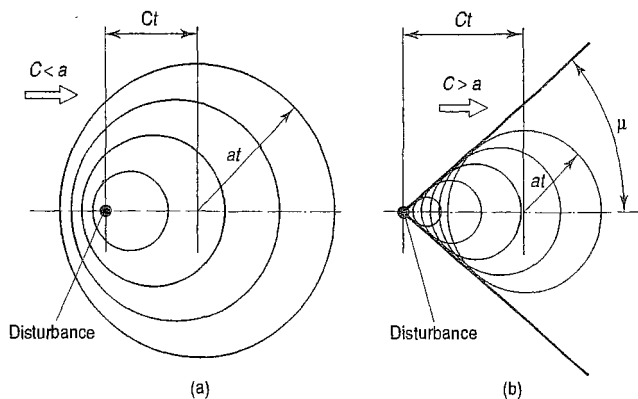 Ct
C < a
at
Disturbance
(a)
Ct
C > a
μ
at
Disturbance
(b)